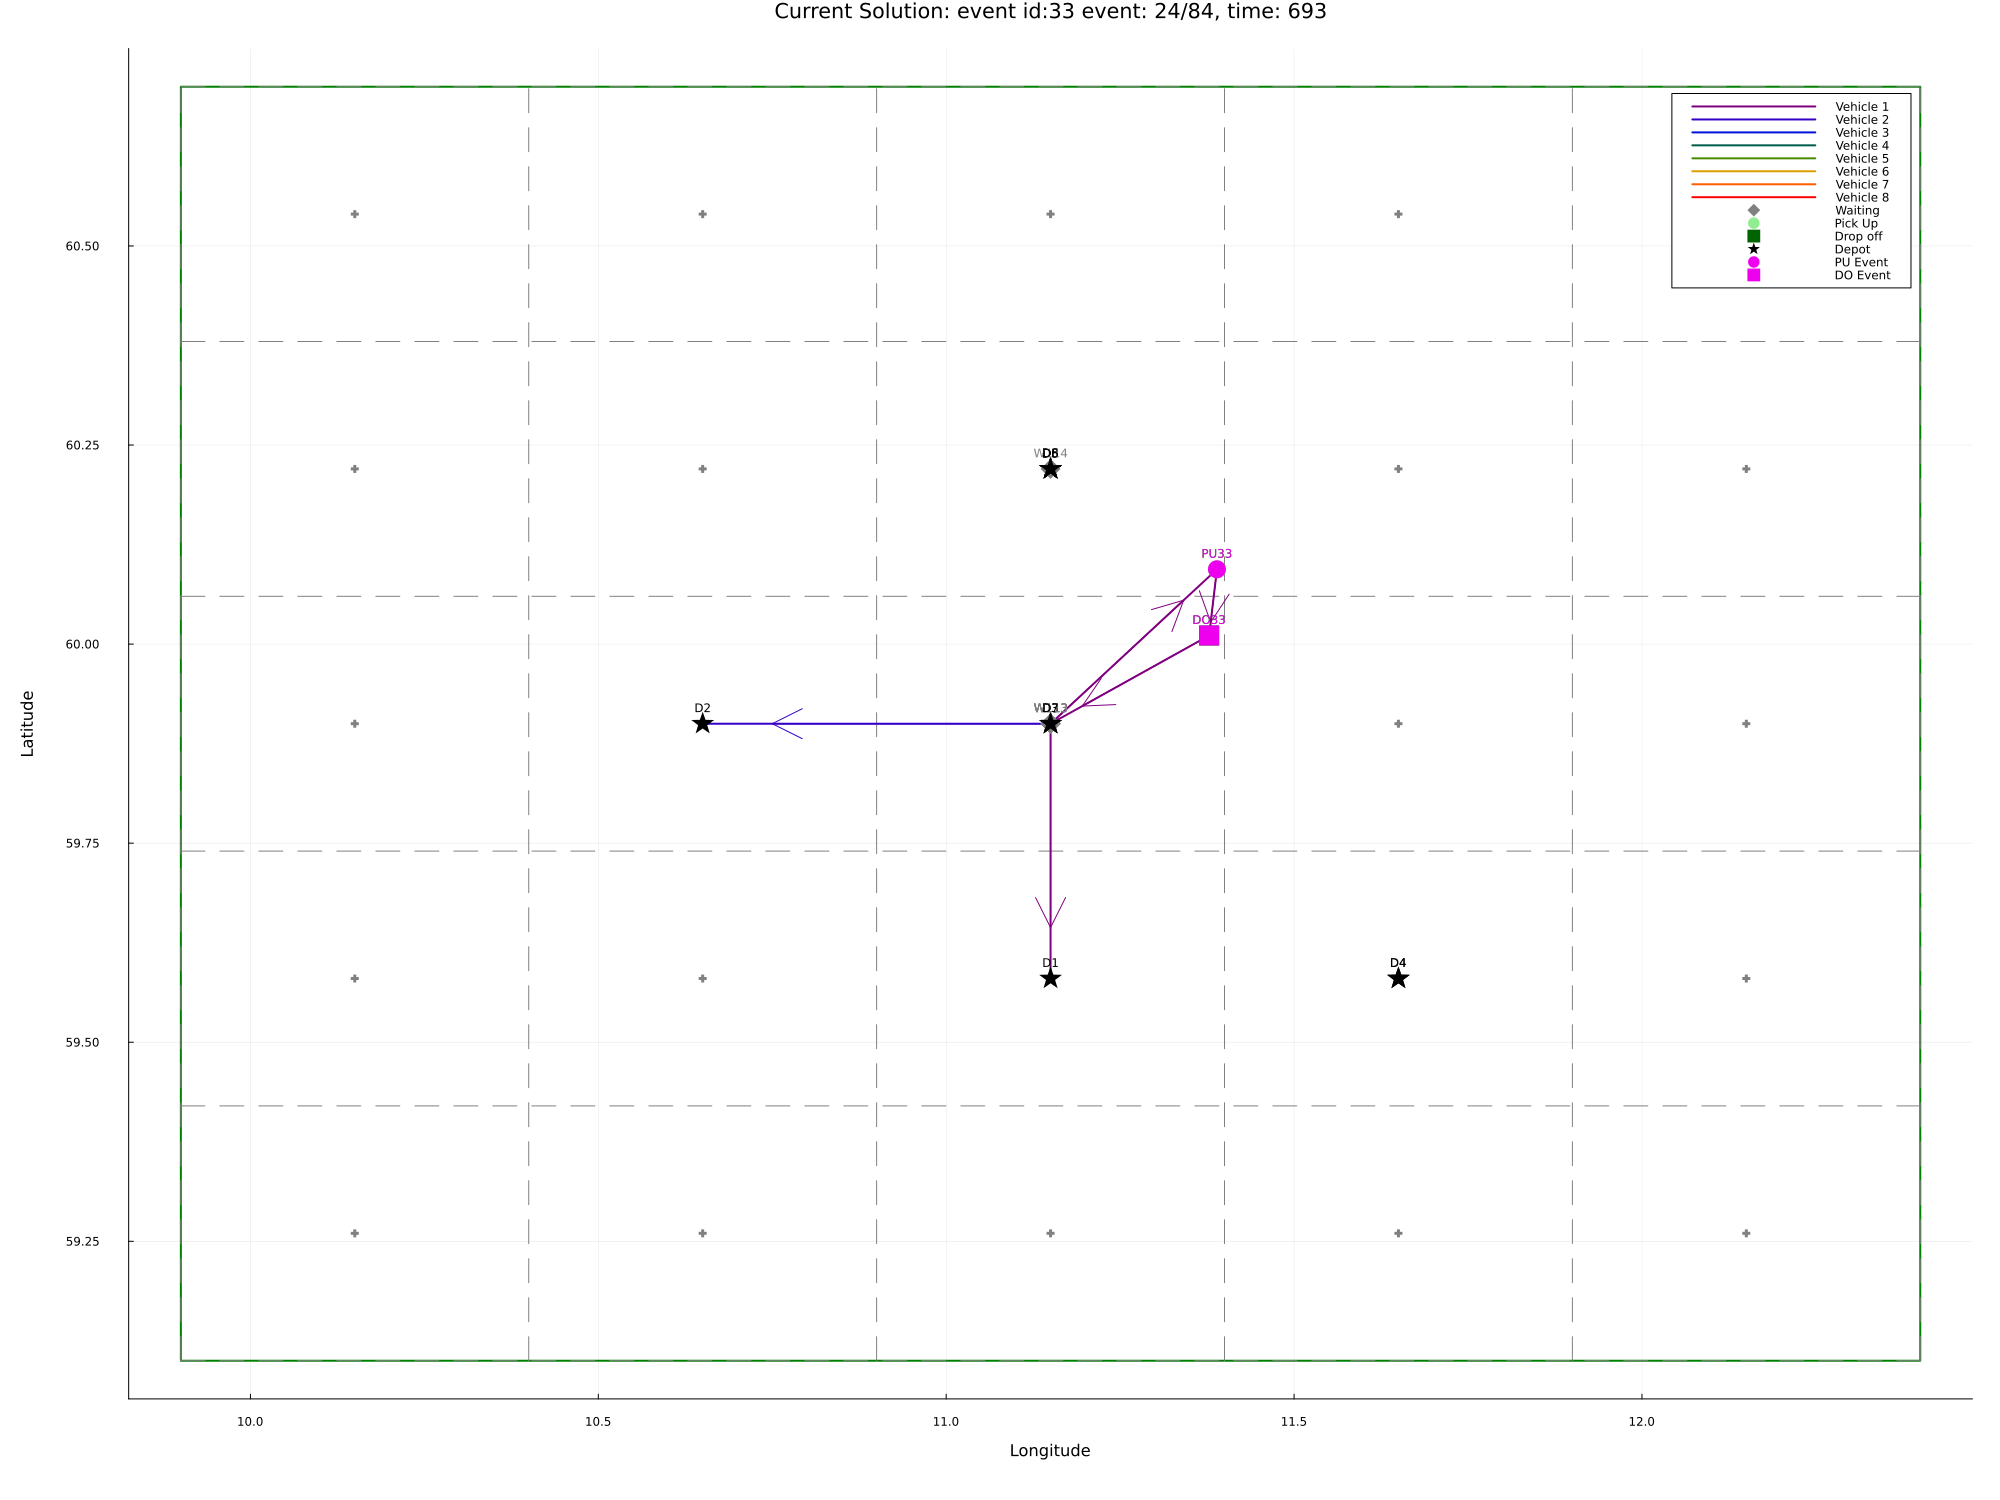 Current Solution: event id:33 event: 24/84, time: 693
Vehicle 1
Vehicle 2
Vehicle 3
Vehicle 4
Vehicle 5
Vehicle 6
Vehicle 7
Vehicle 8
Waiting
Pick Up
Drop off
Depot
PU Event
DO Event
60.50
60.25
60.00
59.75
59.50
59.25
Latitude
PU33
DO33
D2
D1
D4
10.0
10.5
11.0
11.5
12.0
Longitude